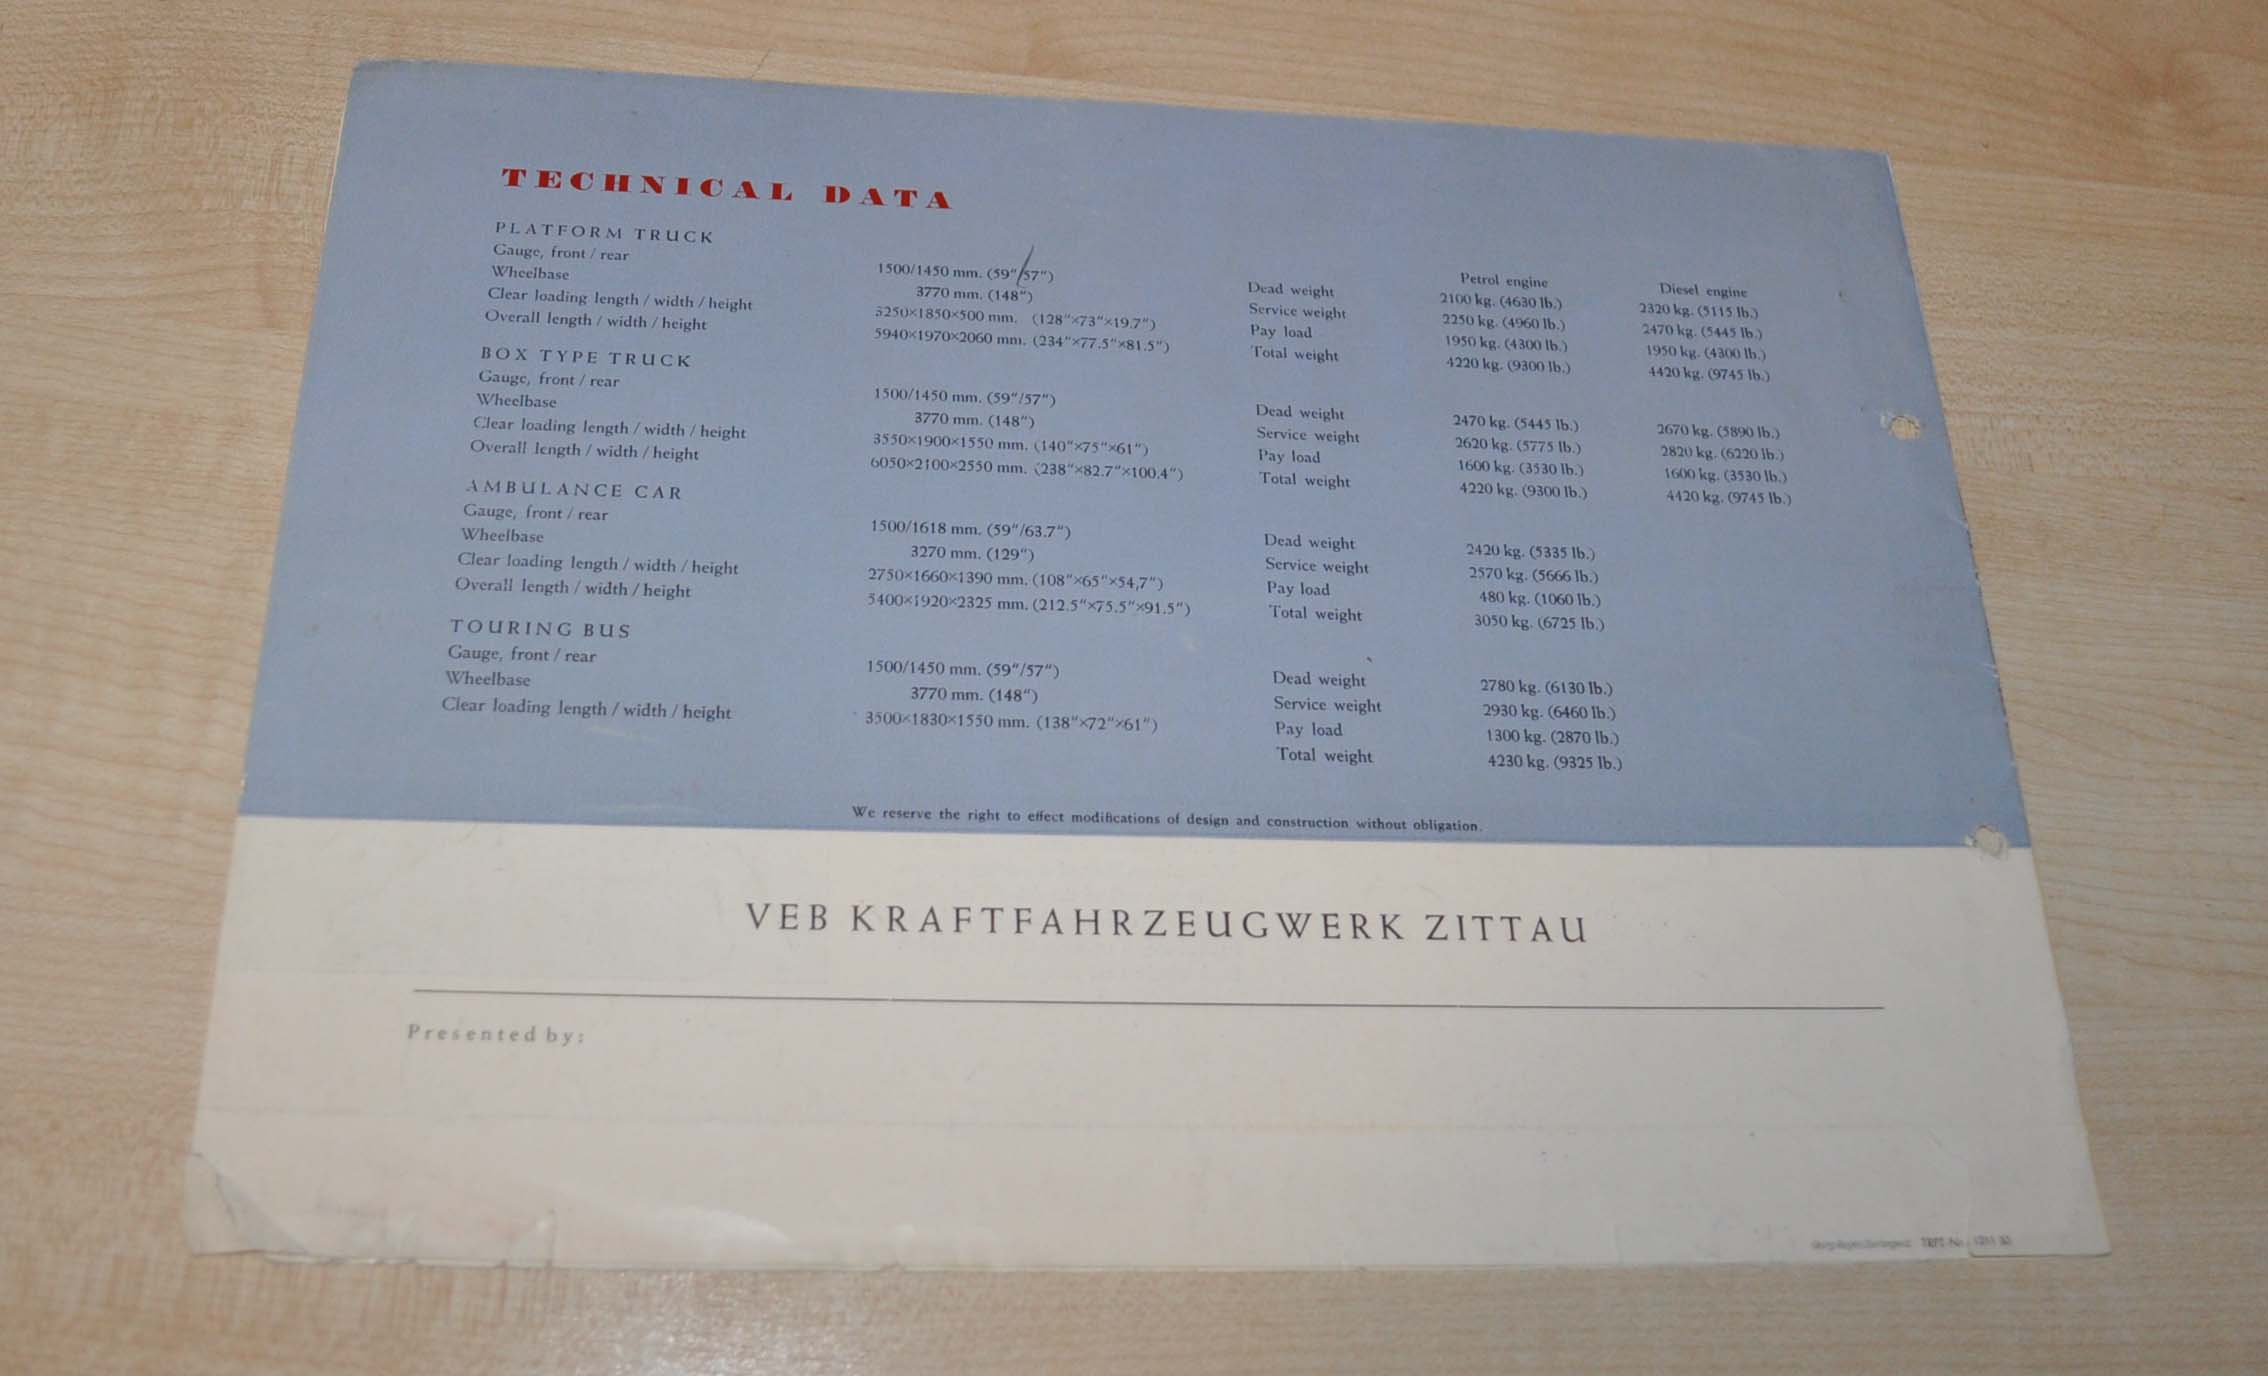 TECHNICAL DATA
PLATFORM TRUCK
Petrol engine Diesel engine
Gauge, front / rear 1500/1450 mm. (59"/57") Dead weight 2100 kg. (4630 lb.) 2320 kg. (5115 lb.)
Wheelbase 3770 mm. (148") Service weight 2250 kg. (4960 lb.) 2470 kg. (5445 lb.)
Clear loading length / width / height 3250×1850×500 mm. (128"×73"×19.7") Pay load 1950 kg. (4300 lb.) 1950 kg. (4300 lb.)
Overall length / width / height 5940×1970×2060 mm. (234"×77.5"×81.5") Total weight 4220 kg. (9300 lb.) 4420 kg. (9745 lb.)
BOX TYPE TRUCK
Gauge, front / rear 1500/1450 mm. (59"/57") Dead weight 2470 kg. (5445 lb.) 2670 kg. (5890 lb.)
Wheelbase 3770 mm. (148") Service weight 2620 kg. (5775 lb.) 2820 kg. (6220 lb.)
Clear loading length / width / height 3550×1900×1550 mm. (140"×75"×61") Pay load 1600 kg. (3530 lb.) 1600 kg. (3530 lb.)
Overall length / width / height 6050×2100×2550 mm. (238"×82.7"×100.4") Total weight 4220 kg. (9300 lb.) 4420 kg. (9745 lb.)
AMBULANCE CAR
Gauge, front / rear 1500/1618 mm. (59"/63.7") Dead weight 2420 kg. (5335 lb.)
Wheelbase 3270 mm. (129") Service weight 2570 kg. (5666 lb.)
Clear loading length / width / height 2750×1660×1390 mm. (108"×65"×54,7") Pay load 480 kg. (1060 lb.)
Overall length / width / height 5400×1920×2325 mm. (212.5"×75.5"×91.5") Total weight 3050 kg. (6725 lb.)
TOURING BUS
Gauge, front / rear 1500/1450 mm. (59"/57") Dead weight 2780 kg. (6130 lb.)
Wheelbase 3770 mm. (148") Service weight 2930 kg. (6460 lb.)
Clear loading length / width / height 3500×1830×1550 mm. (138"×72"×61") Pay load 1300 kg. (2870 lb.)
Total weight 4230 kg. (9325 lb.)
We reserve the right to effect modifications of design and construction without obligation.
VEB KRAFTFAHRZEUGWERK ZITTAU
Presented by: